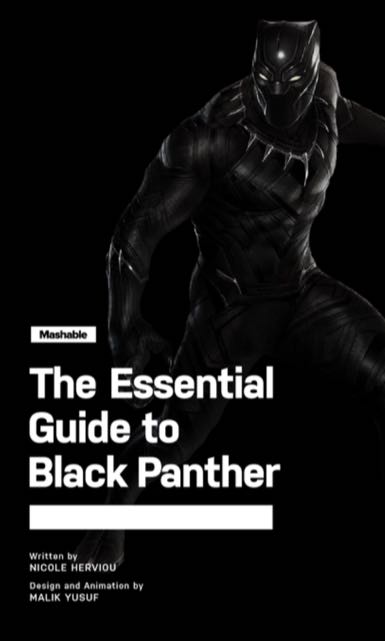 Mashable
The Essential
Guide to
Black Panther
Written by
NICOLE HERVIOU
Design and Animation by
MALIK YUSUF